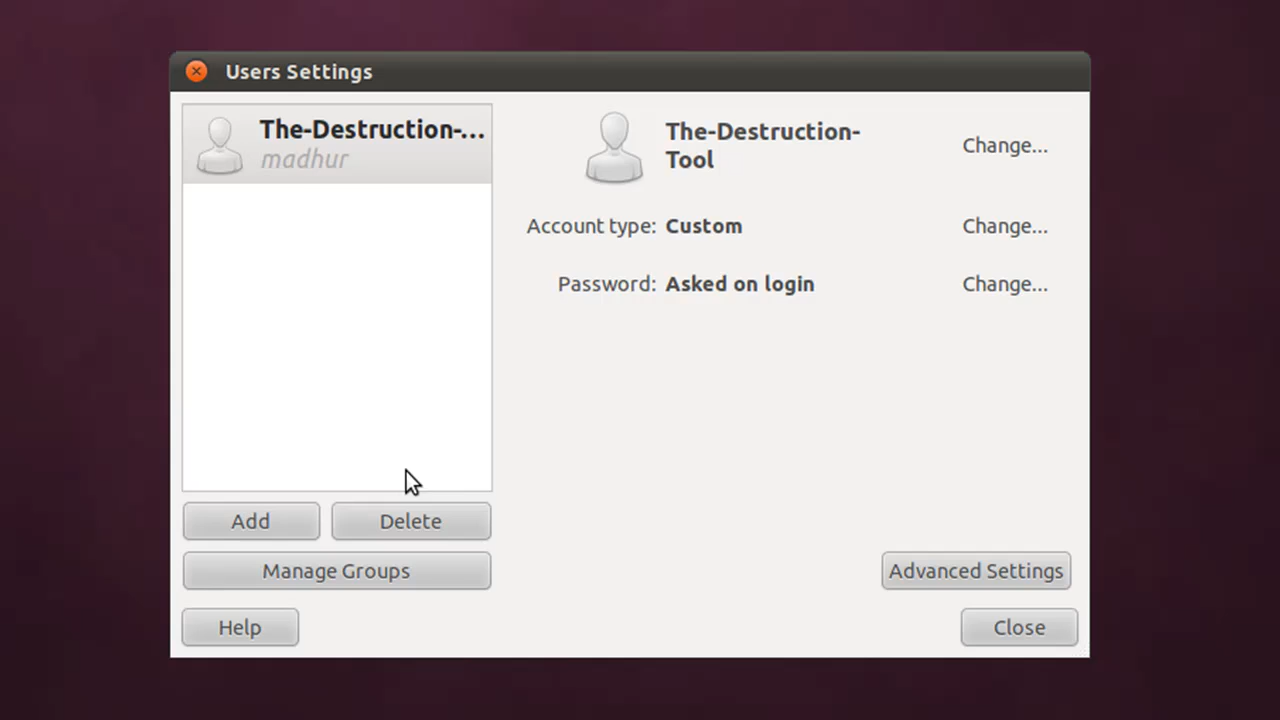 Users Settings
The-Destruction-...
madhur
The-Destruction-
Tool
Change...
Account type: Custom
Change...
Password: Asked on login
Change...
Add
Delete
Manage Groups
Advanced Settings
Help
Close